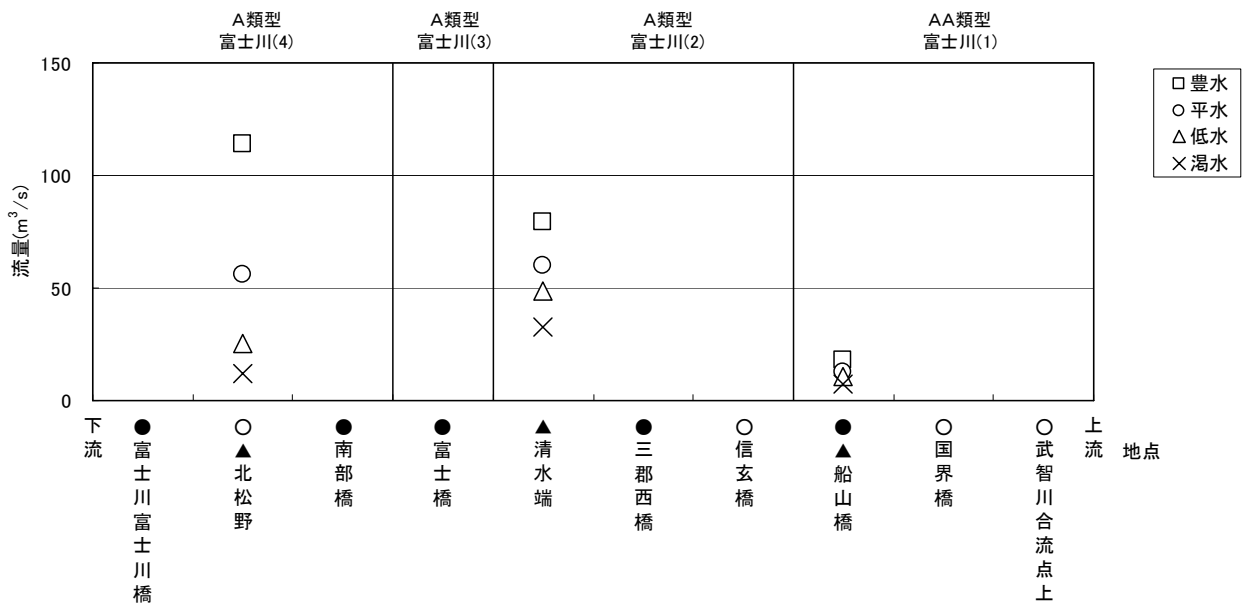 A類型
富士川(4)
A類型
富士川(3)
A類型
富士川(2)
AA類型
富士川(1)
150
100
50
0
流量(m³/s)
□豊水
○平水
△低水
×渇水
下流
●富士川富士川橋
○▲北松野
●南部橋
●富士橋
▲清水端
●三郡西橋
○信玄橋
●▲船山橋
○国界橋
○武智川合流点上
上流
地点